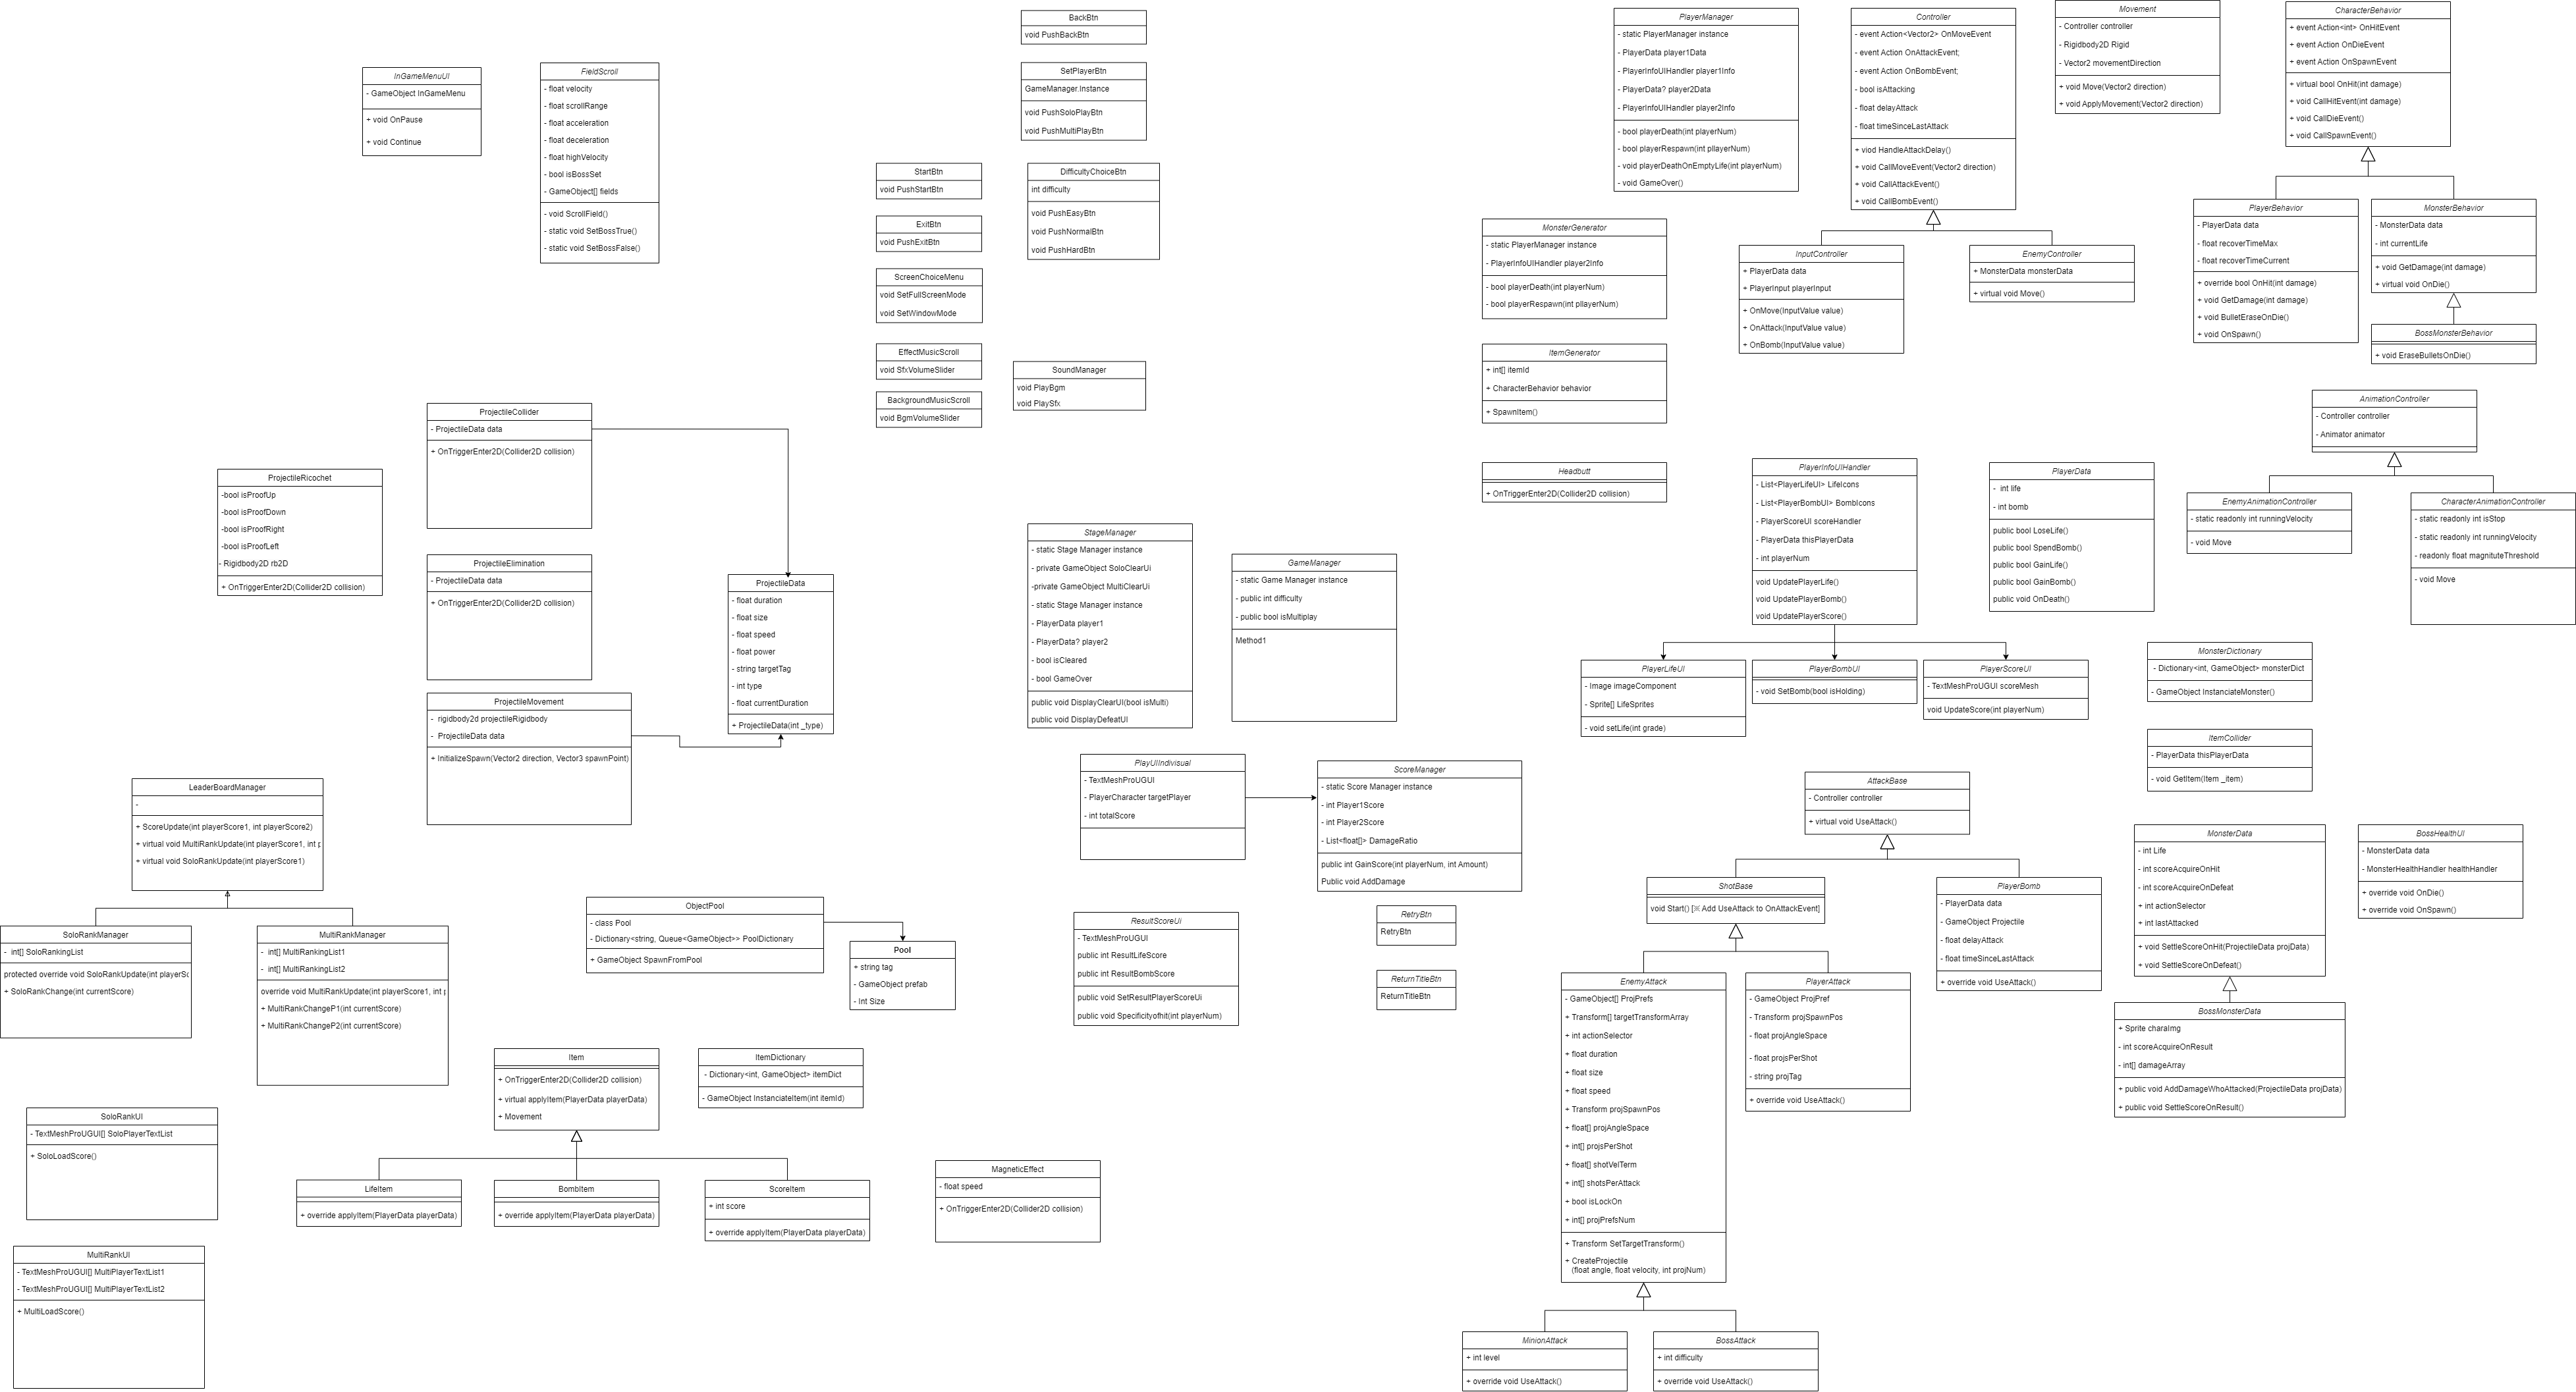 BackBtn
void PushBackBtn
SetPlayerBtn
GameManager.Instance
void PushSoloPlayBtn
void PushMultiPlayBtn
InGameMenuUI
- GameObject InGameMenu
+ void OnPause
+ void Continue
FieldScroll
- float velocity
- float scrollRange
- float acceleration
- float deceleration
- float highVelocity
- bool isBossSet
- GameObject[] fields
- void ScrollField()
- static void SetBossTrue()
- static void SetBossFalse()
StartBtn
void PushStartBtn
ExitBtn
void PushExitBtn
ScreenChoiceMenu
void SetFullScreenMode
void SetWindowMode
EffectMusicScroll
void SfxVolumeSlider
BackgroundMusicScroll
void BgmVolumeSlider
DifficultyChoiceBtn
int difficulty
void PushEasyBtn
void PushNormalBtn
void PushHardBtn
SoundManager
void PlayBgm
void PlaySfx
PlayerManager
- static PlayerManager instance
- PlayerData player1Data
- PlayerInfoUIHandler player1Info
- PlayerData? player2Data
- PlayerInfoUIHandler player2Info
- bool playerDeath(int playerNum)
- bool playerRespawn(int pllayerNum)
- void playerDeathOnEmptyLife(int playerNum)
- void GameOver()
Controller
- event Action<Vector2> OnMoveEvent
- event Action OnAttackEvent;
- event Action OnBombEvent;
- bool isAttacking
- float delayAttack
- float timeSinceLastAttack
+ viod HandleAttackDelay()
+ void CallMoveEvent(Vector2 direction)
+ void CallAttackEvent()
+ void CallBombEvent()
Movement
- Controller controller
- Rigidbody2D Rigid
- Vector2 movementDirection
+ void Move(Vector2 direction)
+ void ApplyMovement(Vector2 direction)
CharacterBehavior
+ event Action<int> OnHitEvent
+ event Action OnDieEvent
+ event Action OnSpawnEvent
+ virtual bool OnHit(int damage)
+ void CallHitEvent(int damage)
+ void CallDieEvent()
+ void CallSpawnEvent()
MonsterGenerator
- static PlayerManager instance
- PlayerInfoUIHandler player2Info
- bool playerDeath(int playerNum)
- bool playerRespawn(int pllayerNum)
InputController
+ PlayerData data
+ PlayerInput playerInput
+ OnMove(InputValue value)
+ OnAttack(InputValue value)
+ OnBomb(InputValue value)
EnemyController
+ MonsterData monsterData
+ virtual void Move()
PlayerBehavior
- PlayerData data
- float recoverTimeMax
- float recoverTimeCurrent
+ override bool OnHit(int damage)
+ void GetDamage(int damage)
+ void BulletEraseOnDie()
+ void OnSpawn()
MonsterBehavior
- MonsterData data
- int currentLife
+ void GetDamage(int damage)
+ virtual void OnDie()
BossMonsterBehavior
+ void EraseBulletsOnDie()
ItemGenerator
+ int[] itemId
+ CharacterBehavior behavior
+ SpawnItem()
Headbutt
+ OnTriggerEnter2D(Collider2D collision)
AnimationController
- Controller controller
- Animator animator
EnemyAnimationController
- static readonly int runningVelocity
- void Move
CharacterAnimationController
- static readonly int isStop
- static readonly int runningVelocity
- readonly float magnituteThreshold
- void Move
ProjectileCollider
- ProjectileData data
+ OnTriggerEnter2D(Collider2D collision)
ProjectileRicochet
-bool isProofUp
-bool isProofDown
-bool isProofRight
-bool isProofLeft
- Rigidbody2D rb2D
+ OnTriggerEnter2D(Collider2D collision)
ProjectileElimination
- ProjectileData data
+ OnTriggerEnter2D(Collider2D collision)
ProjectileMovement
- rigidbody2d projectileRigidbody
- ProjectileData data
+ InitializeSpawn(Vector2 direction, Vector3 spawnPoint)
ProjectileData
- float duration
- float size
- float speed
- float power
- string targetTag
- int type
- float currentDuration
+ ProjectileData(int _type)
StageManager
- static Stage Manager instance
- private GameObject SoloClearUi
-private GameObject MultiClearUi
- static Stage Manager instance
- PlayerData player1
- PlayerData? player2
- bool isCleared
- bool GameOver
public void DisplayClearUI(bool isMulti)
public void DisplayDefeatUI
GameManager
- static Game Manager instance
- public int difficulty
- public bool isMultiplay
Method1
PlayerInfoUIHandler
- List<PlayerLifeUI> LifeIcons
- List<PlayerBombUI> BombIcons
- PlayerScoreUI scoreHandler
- PlayerData thisPlayerData
- int playerNum
void UpdatePlayerLife()
void UpdatePlayerBomb()
void UpdatePlayerScore()
PlayerData
- int life
- int bomb
public bool LoseLife()
public bool SpendBomb()
public bool GainLife()
public bool GainBomb()
public void OnDeath()
PlayerLifeUI
- Image imageComponent
- Sprite[] LifeSprites
- void setLife(int grade)
PlayerBombUI
- void SetBomb(bool isHolding)
PlayerScoreUI
- TextMeshProUGUI scoreMesh
void UpdateScore(int playerNum)
MonsterDictionary
- Dictionary<int, GameObject> monsterDict
- GameObject InstanciateMonster()
ItemCollider
- PlayerData thisPlayerData
- void GetItem(Item _item)
PlayUIIndivisual
- TextMeshProUGUI
- PlayerCharacter targetPlayer
- int totalScore
ScoreManager
- static Score Manager instance
- int Player1Score
- int Player2Score
- List<float[]> DamageRatio
public int GainScore(int playerNum, int Amount)
Public void AddDamage
AttackBase
- Controller controller
+ virtual void UseAttack()
ShotBase
void Start() [※ Add UseAttack to OnAttackEvent]
PlayerBomb
- PlayerData data
- GameObject Projectile
- float delayAttack
- float timeSinceLastAttack
+ override void UseAttack()
MonsterData
- int Life
- int scoreAcquireOnHit
- int scoreAcquireOnDefeat
+ int actionSelector
+ int lastAttacked
+ void SettleScoreOnHit(ProjectileData projData)
+ void SettleScoreOnDefeat()
BossHealthUI
- MonsterData data
- MonsterHealthHandler healthHandler
+ override void OnDie()
+ override void OnSpawn()
BossMonsterData
+ Sprite charaImg
- int scoreAcquireOnResult
- int[] damageArray
+ public void AddDamageWhoAttacked(ProjectileData projData)
+ public void SettleScoreOnResult()
LeaderBoardManager
-
+ ScoreUpdate(int playerScore1, int playerScore2)
+ virtual void MultiRankUpdate(int playerScore1, int p
+ virtual void SoloRankUpdate(int playerScore1)
SoloRankManager
- int[] SoloRankingList
protected override void SoloRankUpdate(int playerSc
+ SoloRankChange(int currentScore)
MultiRankManager
- int[] MultiRankingList1
- int[] MultiRankingList2
override void MultiRankUpdate(int playerScore1, int p
+ MultiRankChangeP1(int currentScore)
+ MultiRankChangeP2(int currentScore)
ObjectPool
- class Pool
- Dictionary<string, Queue<GameObject>> PoolDictionary
+ GameObject SpawnFromPool
Pool
+ string tag
- GameObject prefab
- Int Size
ResultScoreUi
- TextMeshProUGUI
public int ResultLifeScore
public int ResultBombScore
public void SetResultPlayerScoreUi
public void Specificityofhit(int playerNum)
RetryBtn
RetryBtn
ReturnTitleBtn
ReturnTitleBtn
EnemyAttack
- GameObject[] ProjPrefs
+ Transform[] targetTransformArray
+ int actionSelector
+ float duration
+ float size
+ float speed
+ Transform projSpawnPos
+ float[] projAngleSpace
+ int[] projsPerShot
+ float[] shotVelTerm
+ int[] shotsPerAttack
+ bool isLockOn
+ int[] projPrefsNum
+ Transform SetTargetTransform()
+ CreateProjectile
(float angle, float velocity, int projNum)
PlayerAttack
- GameObject ProjPref
- Transform projSpawnPos
- float projAngleSpace
- float projsPerShot
- string projTag
+ override void UseAttack()
Item
+ OnTriggerEnter2D(Collider2D collision)
+ virtual applyItem(PlayerData playerData)
+ Movement
ItemDictionary
- Dictionary<int, GameObject> itemDict
- GameObject InstanciateItem(int itemId)
SoloRankUI
- TextMeshProUGUI[] SoloPlayerTextList
+ SoloLoadScore()
LifeItem
+ override applyItem(PlayerData playerData)
BombItem
+ override applyItem(PlayerData playerData)
ScoreItem
+ int score
+ override applyItem(PlayerData playerData)
MagneticEffect
- float speed
+ OnTriggerEnter2D(Collider2D collision)
MultiRankUI
- TextMeshProUGUI[] MultiPlayerTextList1
- TextMeshProUGUI[] MultiPlayerTextList2
+ MultiLoadScore()
MinionAttack
+ int level
+ override void UseAttack()
BossAttack
+ int difficulty
+ override void UseAttack()